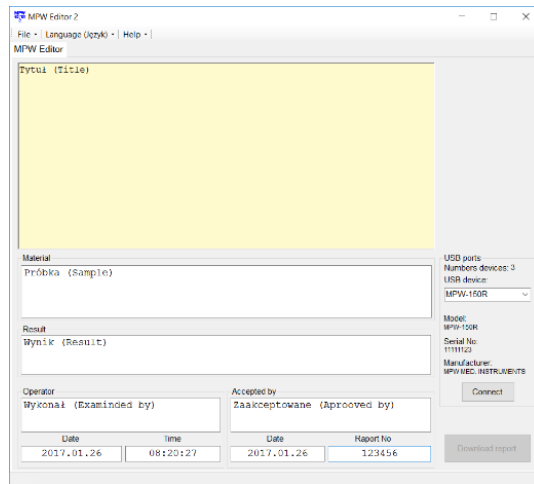 MPW Editor 2
File Language (Język) Help
MPW Editor
Tytuł (Title)
Material
Próbka (Sample)
Result
Wynik (Result)
Operator
Wykonał (Examinded by)
Accepted by
Zaakceptowane (Aprooved by)
Date Time Date Raport No
2017.01.26 08:20:27 2017.01.26 123456
USB ports
Numbers devices: 3
USB device:
MPW-150R
Model:
MPW-150R
Serial No:
11111123
Manufacturer:
MPW MED. INSTRUMENTS
Connect
Download report